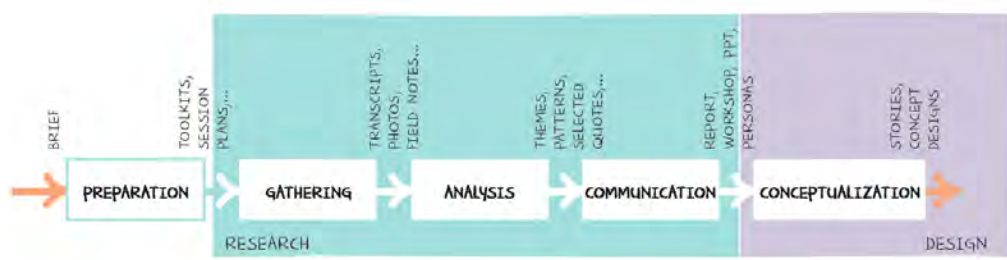 BRIEF
TOOLKITS,
SESSION
PLANS,...
TRANSCRIPTS,
PHOTOS,
FIELD NOTES...
THEMES,
PATTERNS,
SELECTED
QUOTES,...
REPORT,
WORKSHOP, PPT,
PERSONAS
STORIES,
CONCEPT
DESIGNS
PREPARATION
GATHERING
ANALYSIS
COMMUNICATION
CONCEPTUALIZATION
RESEARCH
DESIGN